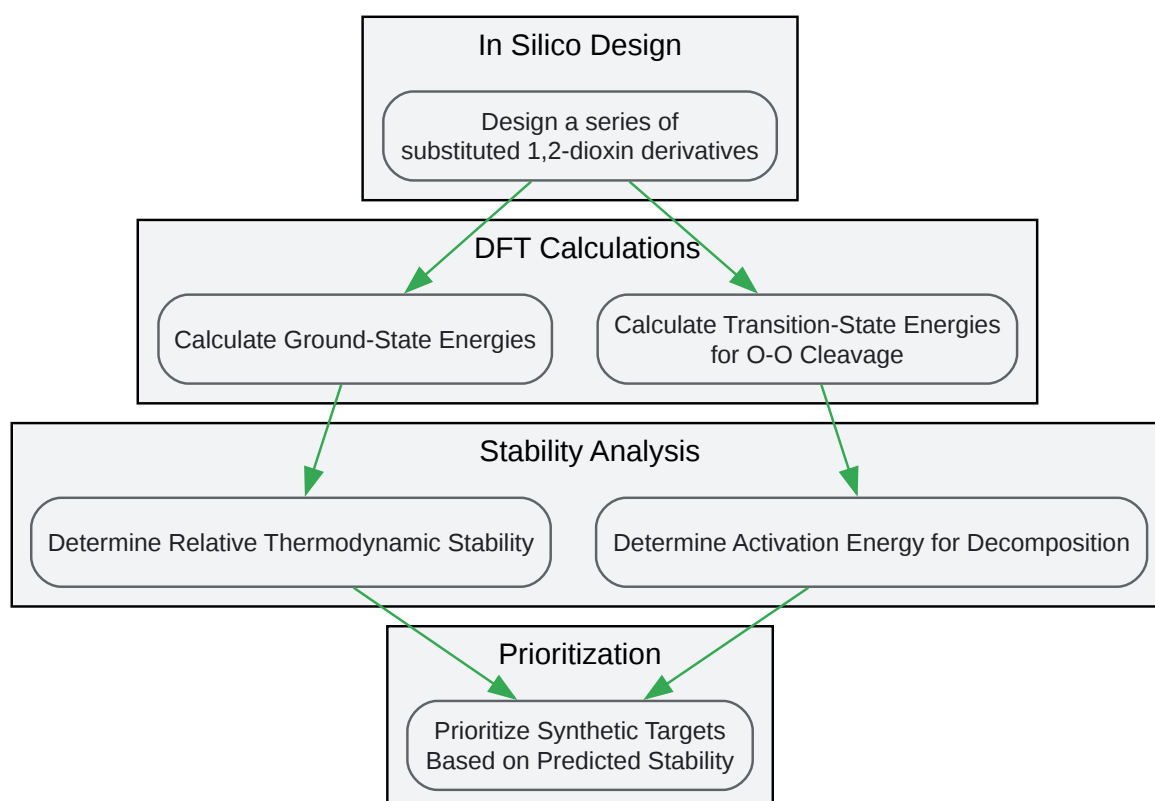 In Silico Design
Design a series of
substituted 1,2-dioxin derivatives
DFT Calculations
Calculate Ground-State Energies
Calculate Transition-State Energies
for O-O Cleavage
Stability Analysis
Determine Relative Thermodynamic Stability
Determine Activation Energy for Decomposition
Prioritization
Prioritize Synthetic Targets
Based on Predicted Stability